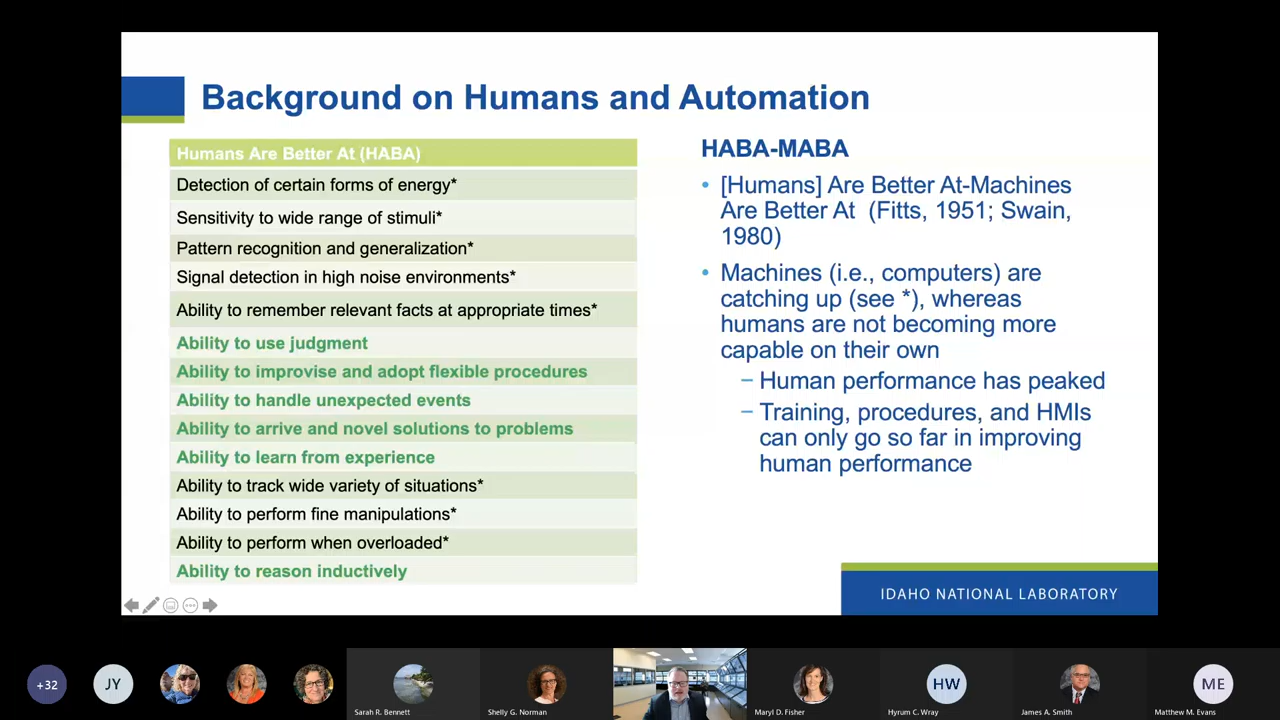 Background on Humans and Automation
Humans Are Better At (HABA)
Detection of certain forms of energy*
Sensitivity to wide range of stimuli*
Pattern recognition and generalization*
Signal detection in high noise environments*
Ability to remember relevant facts at appropriate times*
Ability to use judgment
Ability to improvise and adopt flexible procedures
Ability to handle unexpected events
Ability to arrive and novel solutions to problems
Ability to learn from experience
Ability to track wide variety of situations*
Ability to perform fine manipulations*
Ability to perform when overloaded*
Ability to reason inductively
HABA-MABA
• [Humans] Are Better At-Machines
Are Better At (Fitts, 1951; Swain,
1980)
• Machines (i.e., computers) are
catching up (see *), whereas
humans are not becoming more
capable on their own
– Human performance has peaked
– Training, procedures, and HMIs
can only go so far in improving
human performance
IDAHO NATIONAL LABORATORY
+32
JY
HW
ME
Sarah R. Bennett
Shelly G. Norman
Maryl D. Fisher
Hyrum C. Wray
James A. Smith
Matthew M. Evans